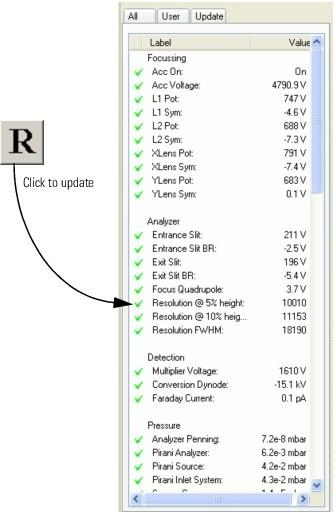 All User Update
Label Value
Focussing
Acc On: On
Acc Voltage: 4790.9 V
L1 Pot: 747 V
L1 Sym: -4.6 V
L2 Pot: 688 V
L2 Sym: -7.3 V
XLens Pot: 791 V
XLens Sym: -7.4 V
YLens Pot: 683 V
YLens Sym: 0.1 V
R
Click to update
Analyzer
Entrance Slit: 211 V
Entrance Slit BR: -2.5 V
Exit Slit: 196 V
Exit Slit BR: -5.4 V
Focus Quadrupole: 3.7 V
Resolution @ 5% height: 10010
Resolution @ 10% heig... 11153
Resolution FWHM: 18190
Detection
Multiplier Voltage: 1610 V
Conversion Dynode: -15.1 kV
Faraday Current: 0.1 pA
Pressure
Analyzer Penning: 7.2e-8 mbar
Pirani Analyzer: 6.2e-3 mbar
Pirani Source: 4.2e-2 mbar
Pirani Inlet System: 4.3e-2 mbar